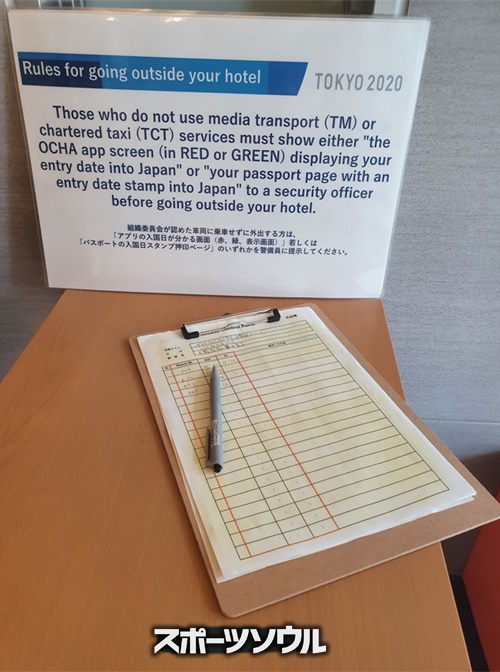 Rules for going outside your hotel
TOKYO 2020
Those who do not use media transport (TM) or
chartered taxi (TCT) services must show either "the
OCHA app screen (in RED or GREEN) displaying your
entry date into Japan" or "your passport page with an
entry date stamp into Japan" to a security officer
before going outside your hotel.
組織委員会が認めた車両に乗車せずに外出する方は、
「アプリの入国日が分かる画面（赤、緑、表示画面）」若しくは
「パスポートの入国日スタンプ押印ページ」のいずれかを警備員に提示してください。
スポーツソウル